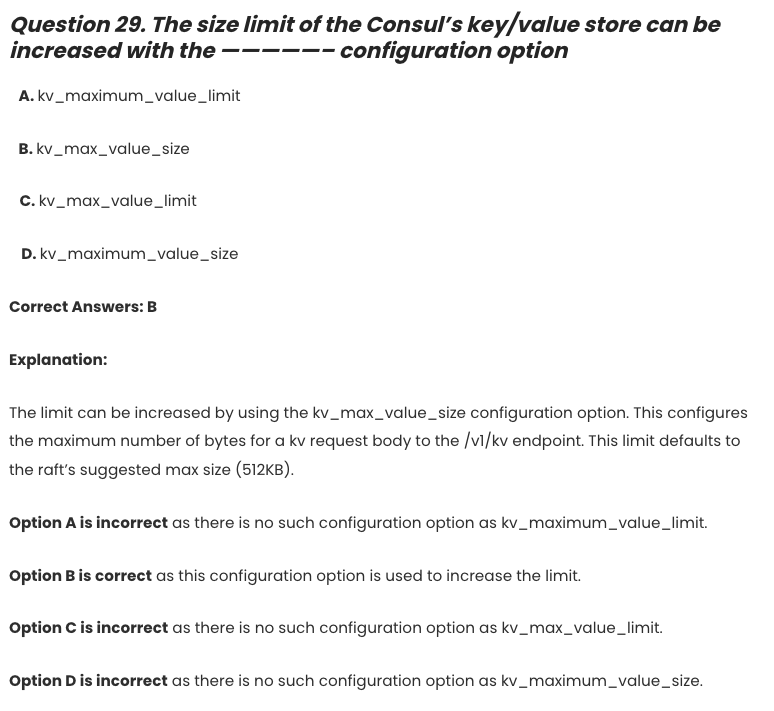 Question 29. The size limit of the Consul’s key/value store can be
increased with the —————– configuration option
A. kv_maximum_value_limit
B. kv_max_value_size
C. kv_max_value_limit
D. kv_maximum_value_size
Correct Answers: B
Explanation:
The limit can be increased by using the kv_max_value_size configuration option. This configures
the maximum number of bytes for a kv request body to the /v1/kv endpoint. This limit defaults to
the raft’s suggested max size (512KB).
Option A is incorrect as there is no such configuration option as kv_maximum_value_limit.
Option B is correct as this configuration option is used to increase the limit.
Option C is incorrect as there is no such configuration option as kv_max_value_limit.
Option D is incorrect as there is no such configuration option as kv_maximum_value_size.